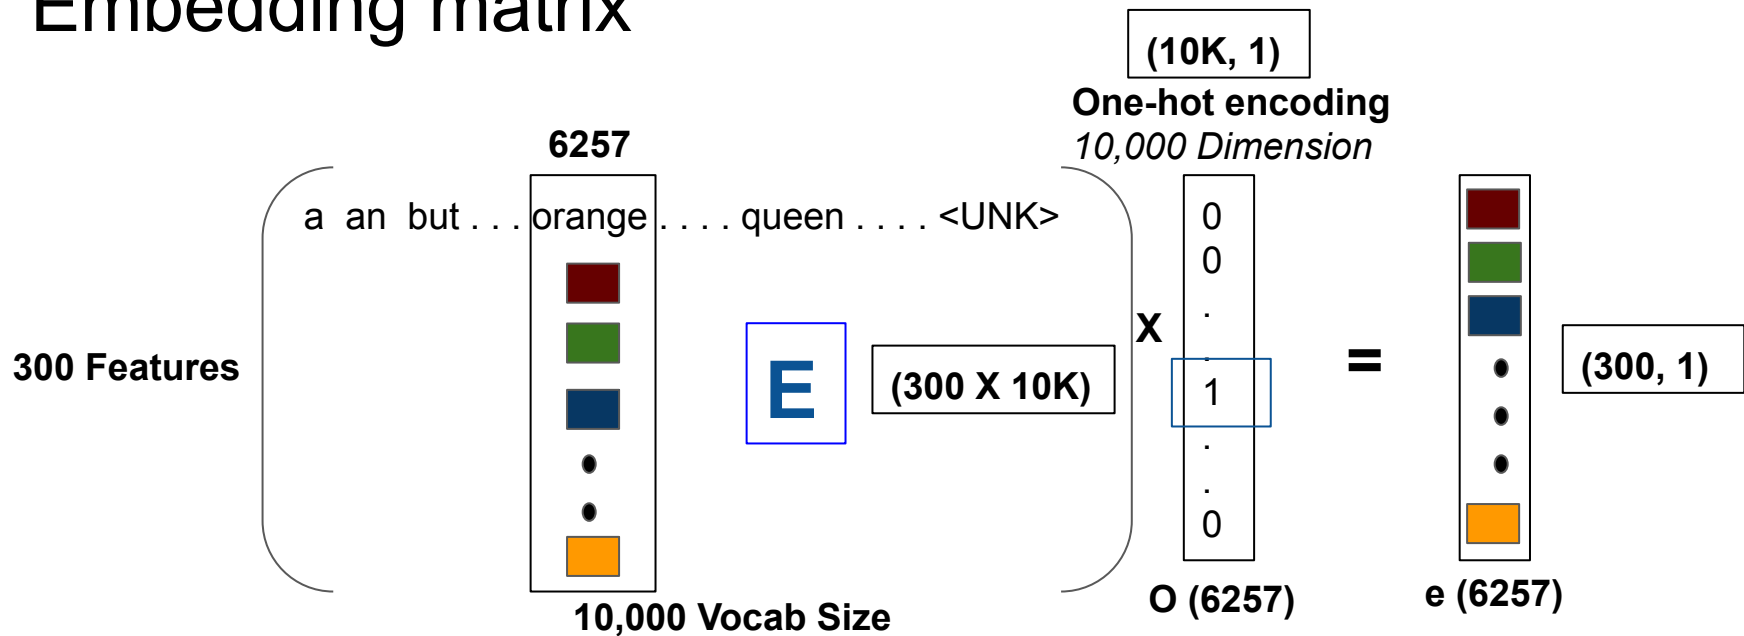 Embedding matrix
(10K, 1)
One-hot encoding
10,000 Dimension
6257
a an but . . . orange . . . . queen . . . . <UNK>
300 Features
E
(300 X 10K)
X
0
0
.
.
1
.
.
0
=
(300, 1)
10,000 Vocab Size
O (6257)
e (6257)